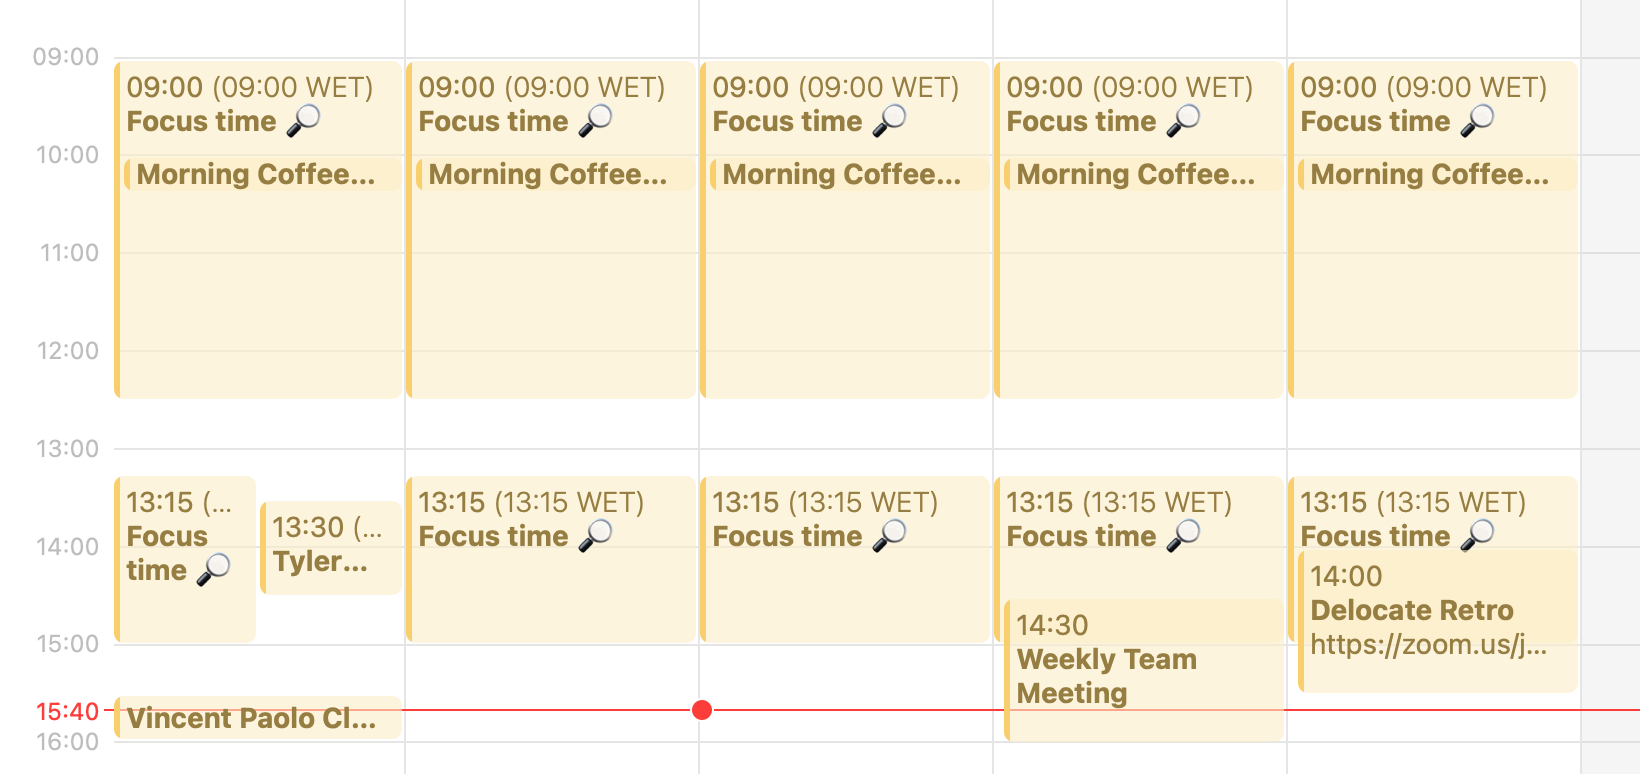 09:00
10:00
11:00
12:00
13:00
14:00
15:00
15:40
16:00
09:00 (09:00 WET)
Focus time 🔎
Morning Coffee...
13:15 (...
Focus
time 🔎
13:30 (...
Tyler...
Vincent Paolo Cl...
09:00 (09:00 WET)
Focus time 🔎
Morning Coffee...
13:15 (13:15 WET)
Focus time 🔎
09:00 (09:00 WET)
Focus time 🔎
Morning Coffee...
13:15 (13:15 WET)
Focus time 🔎
09:00 (09:00 WET)
Focus time 🔎
Morning Coffee...
13:15 (13:15 WET)
Focus time 🔎
14:30
Weekly Team
Meeting
09:00 (09:00 WET)
Focus time 🔎
Morning Coffee...
13:15 (13:15 WET)
Focus time 🔎
14:00
Delocate Retro
https://zoom.us/j...